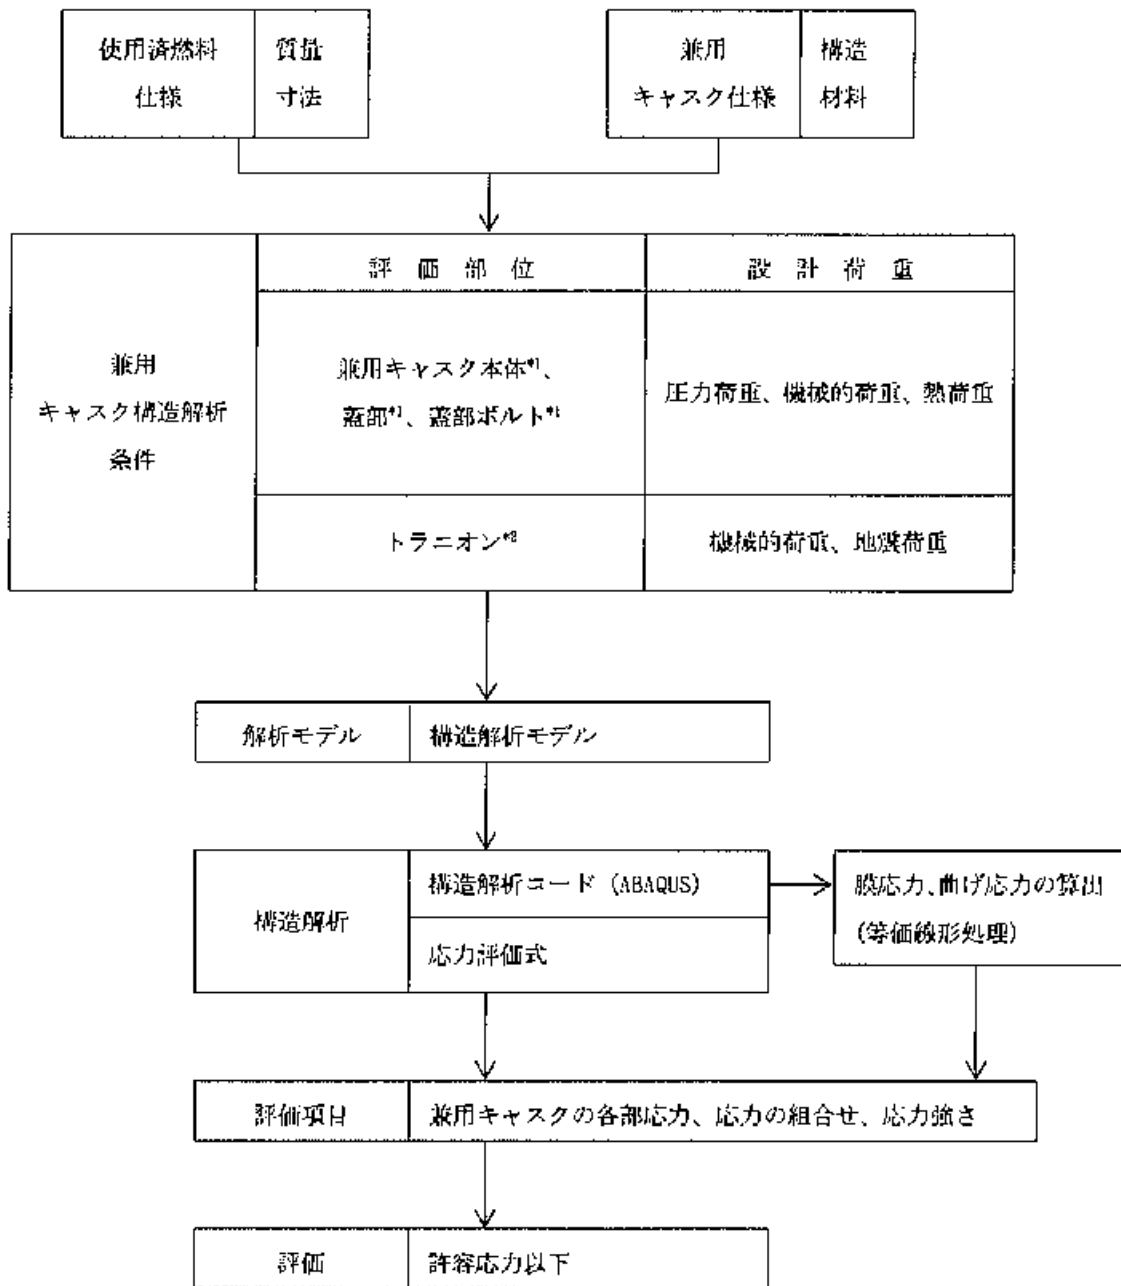 使用済燃料
仕様
質量
寸法
兼用
キャスク仕様
構造
材料
評価部位
設計荷重
兼用
キャスク構造解析
条件
兼用キャスク本体*1、
蓋部*1、蓋部ボルト*1
圧力荷重、機械的荷重、熱荷重
トラニオン*2
機械的荷重、地震荷重
解析モデル
構造解析モデル
構造解析
構造解析コード (ABAQUS)
応力評価式
膜応力、曲げ応力の算出
(等価線形処理)
評価項目
兼用キャスクの各部応力、応力の組合せ、応力強さ
評価
許容応力以下